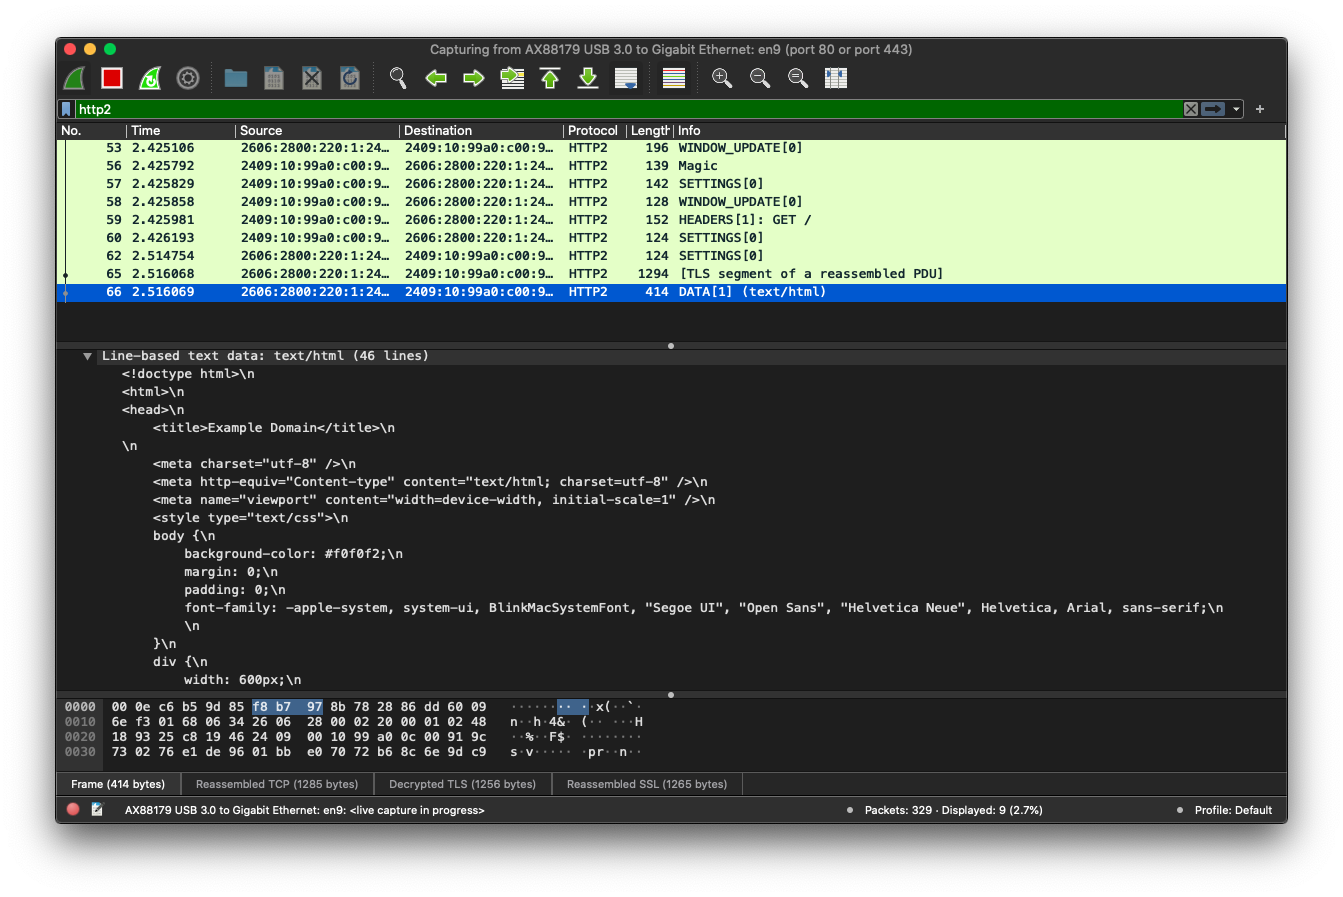 Capturing from AX88179 USB 3.0 to Gigabit Ethernet: en9 (port 80 or port 443)
http2
No. Time Source Destination Protocol Length Info
53 2.425106 2606:2800:220:1:24… 2409:10:99a0:c00:9… HTTP2 196 WINDOW_UPDATE[0]
56 2.425792 2409:10:99a0:c00:9… 2606:2800:220:1:24… HTTP2 139 Magic
57 2.425829 2409:10:99a0:c00:9… 2606:2800:220:1:24… HTTP2 142 SETTINGS[0]
58 2.425858 2409:10:99a0:c00:9… 2606:2800:220:1:24… HTTP2 128 WINDOW_UPDATE[0]
59 2.425981 2409:10:99a0:c00:9… 2606:2800:220:1:24… HTTP2 152 HEADERS[1]: GET /
60 2.426193 2409:10:99a0:c00:9… 2606:2800:220:1:24… HTTP2 124 SETTINGS[0]
62 2.514754 2606:2800:220:1:24… 2409:10:99a0:c00:9… HTTP2 124 SETTINGS[0]
65 2.516068 2606:2800:220:1:24… 2409:10:99a0:c00:9… HTTP2 1294 [TLS segment of a reassembled PDU]
66 2.516069 2606:2800:220:1:24… 2409:10:99a0:c00:9… HTTP2 414 DATA[1] (text/html)
Line-based text data: text/html (46 lines)
<!doctype html>\n
<html>\n
<head>\n
<title>Example Domain</title>\n
\n
<meta charset="utf-8" />\n
<meta http-equiv="Content-type" content="text/html; charset=utf-8" />\n
<meta name="viewport" content="width=device-width, initial-scale=1" />\n
<style type="text/css">\n
body {\n
background-color: #f0f0f2;\n
margin: 0;\n
padding: 0;\n
font-family: -apple-system, system-ui, BlinkMacSystemFont, "Segoe UI", "Open Sans", "Helvetica Neue", Helvetica, Arial, sans-serif;\n
\n
}\n
div {\n
width: 600px;\n
0000 00 0e c6 b5 9d 85 f8 b7 97 8b 78 28 86 dd 60 09 ········ ··x(··`·
0010 6e f3 01 68 06 34 26 06 28 00 02 20 00 01 02 48 n··h·4&· (·· ···H
0020 18 93 25 c8 19 46 24 09 00 10 99 a0 0c 00 91 9c ··%··F$· ········
0030 73 02 76 e1 de 96 01 bb e0 70 72 b6 8c 6e 9d c9 s·v····· ·pr··n··
Frame (414 bytes) Reassembled TCP (1285 bytes) Decrypted TLS (1256 bytes) Reassembled SSL (1265 bytes)
AX88179 USB 3.0 to Gigabit Ethernet: en9: <live capture in progress> Packets: 329 · Displayed: 9 (2.7%) Profile: Default